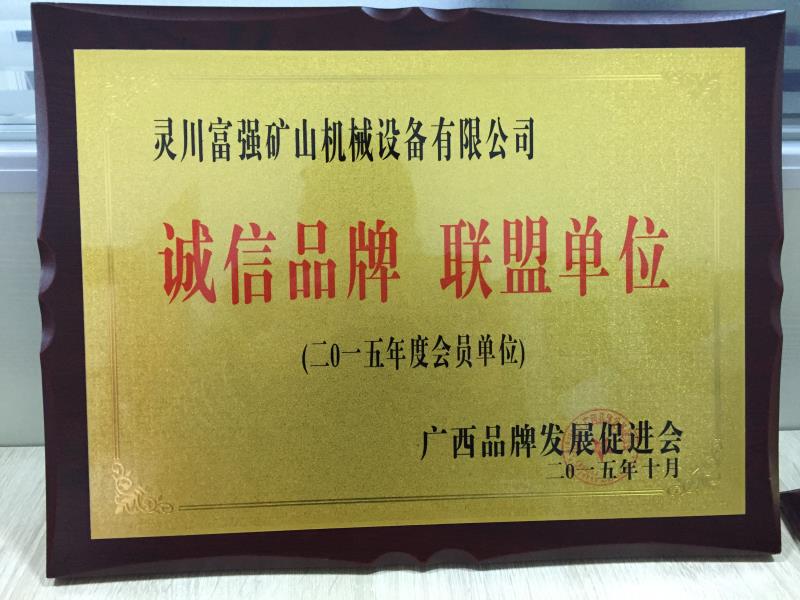 灵川富强矿山机械设备有限公司
诚信品牌 联盟单位
(二0一五年度会员单位)
广西品牌发展促进会
二0一五年十月